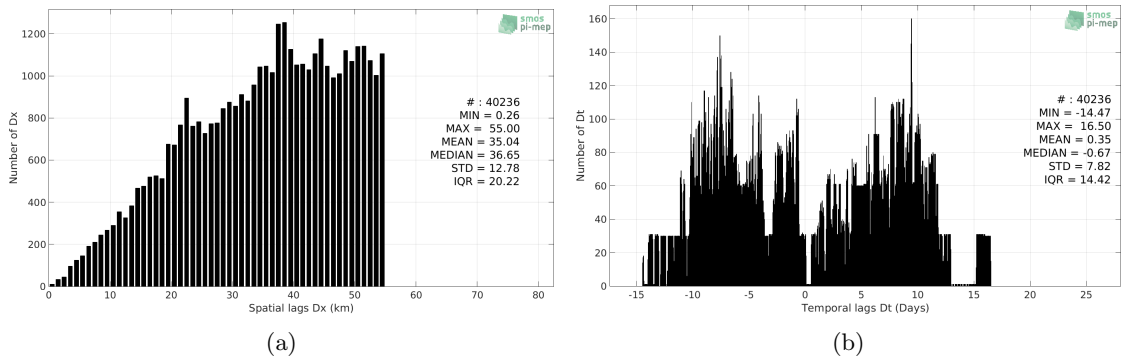 1200
1000
800
600
400
200
0
Number of Dx
smos
pi-mep
# : 40236
MIN = 0.26
MAX = 55.00
MEAN = 35.04
MEDIAN = 36.65
STD = 12.78
IQR = 20.22
0 10 20 30 40 50 60 70 80
Spatial lags Dx (km)
(a)
160
140
120
100
80
60
40
20
0
Number of Dt
smos
pi-mep
# : 40236
MIN = -14.47
MAX = 16.50
MEAN = 0.35
MEDIAN = -0.67
STD = 7.82
IQR = 14.42
-15 -10 -5 0 5 10 15 20 25
Temporal lags Dt (Days)
(b)